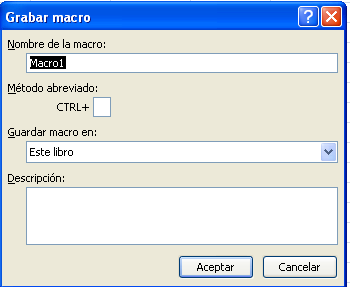 Grabar macro
Nombre de la macro:
Macro1
Método abreviado:
CTRL+
Guardar macro en:
Este libro
Descripción:
Aceptar Cancelar